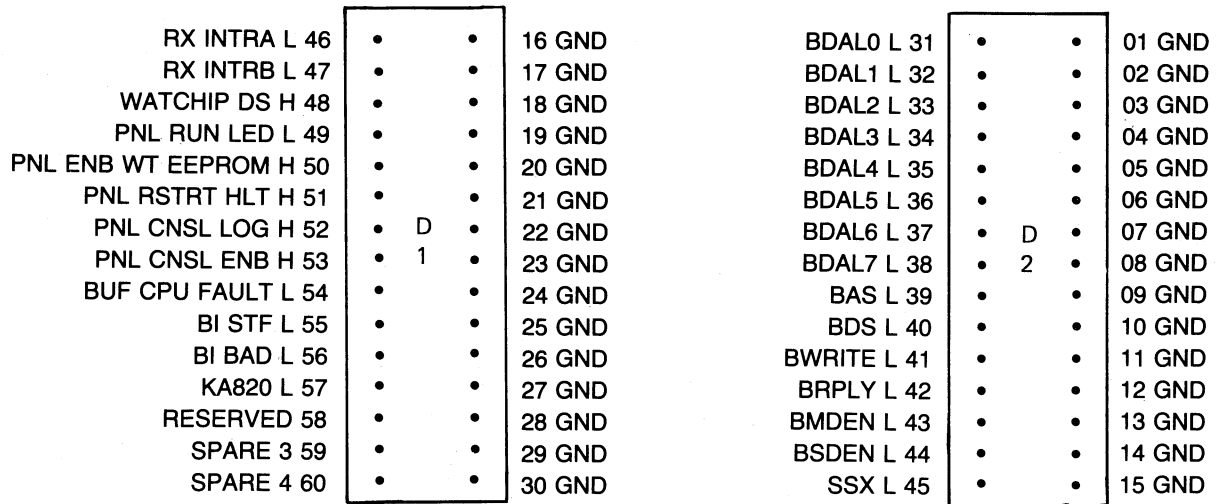 RX INTRA L 46 16 GND
RX INTRB L 47 17 GND
WATCHIP DS H 48 18 GND
PNL RUN LED L 49 19 GND
PNL ENB WT EEPROM H 50 20 GND
PNL RSTRT HLT H 51 21 GND
PNL CNSL LOG H 52 D 22 GND
PNL CNSL ENB H 53 1 23 GND
BUF CPU FAULT L 54 24 GND
BI STF L 55 25 GND
BI BAD L 56 26 GND
KA820 L 57 27 GND
RESERVED 58 28 GND
SPARE 3 59 29 GND
SPARE 4 60 30 GND
BDAL0 L 31 01 GND
BDAL1 L 32 02 GND
BDAL2 L 33 03 GND
BDAL3 L 34 04 GND
BDAL4 L 35 05 GND
BDAL5 L 36 06 GND
BDAL6 L 37 D 07 GND
BDAL7 L 38 2 08 GND
BAS L 39 09 GND
BDS L 40 10 GND
BWRITE L 41 11 GND
BRPLY L 42 12 GND
BMDEN L 43 13 GND
BSDEN L 44 14 GND
SSX L 45 15 GND